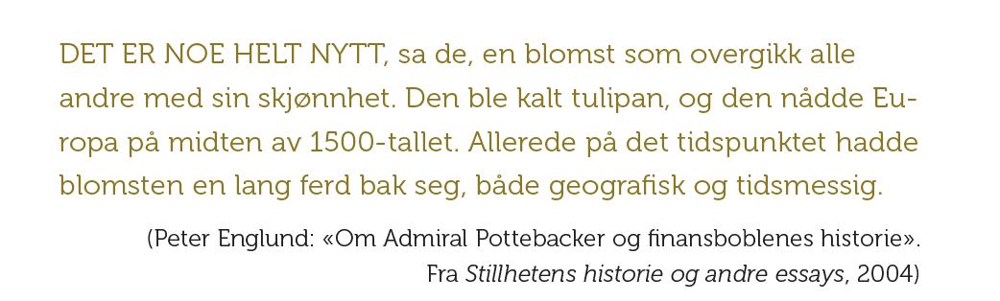 DET ER NOE HELT NYTT, sa de, en blomst som overgikk alle
andre med sin skjønnhet. Den ble kalt tulipan, og den nådde Eu-
ropa på midten av 1500-tallet. Allerede på det tidspunktet hadde
blomsten en lang ferd bak seg, både geografisk og tidsmessig.
(Peter Englund: «Om Admiral Pottebacker og finansboblenes historie».
Fra Stillhetens historie og andre essays, 2004)